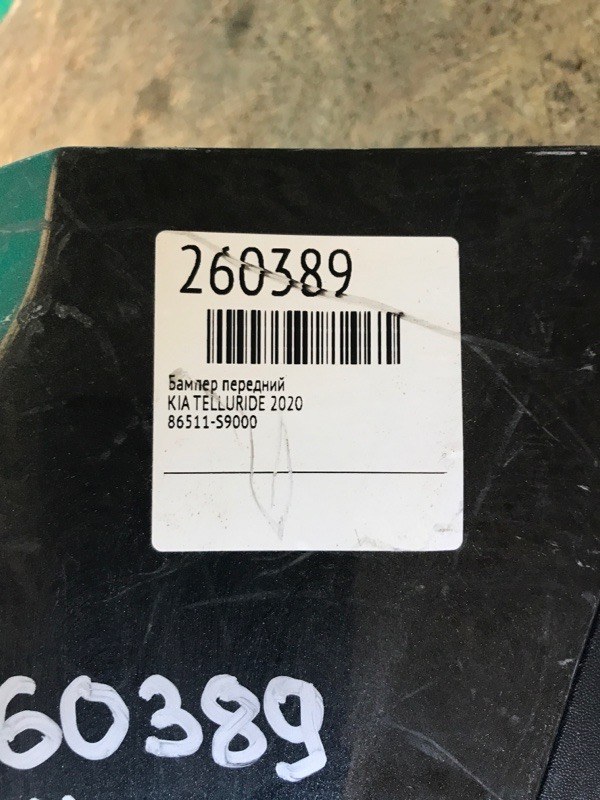 260389
Бампер передний
KIA TELLURIDE 2020
86511-S9000
60389